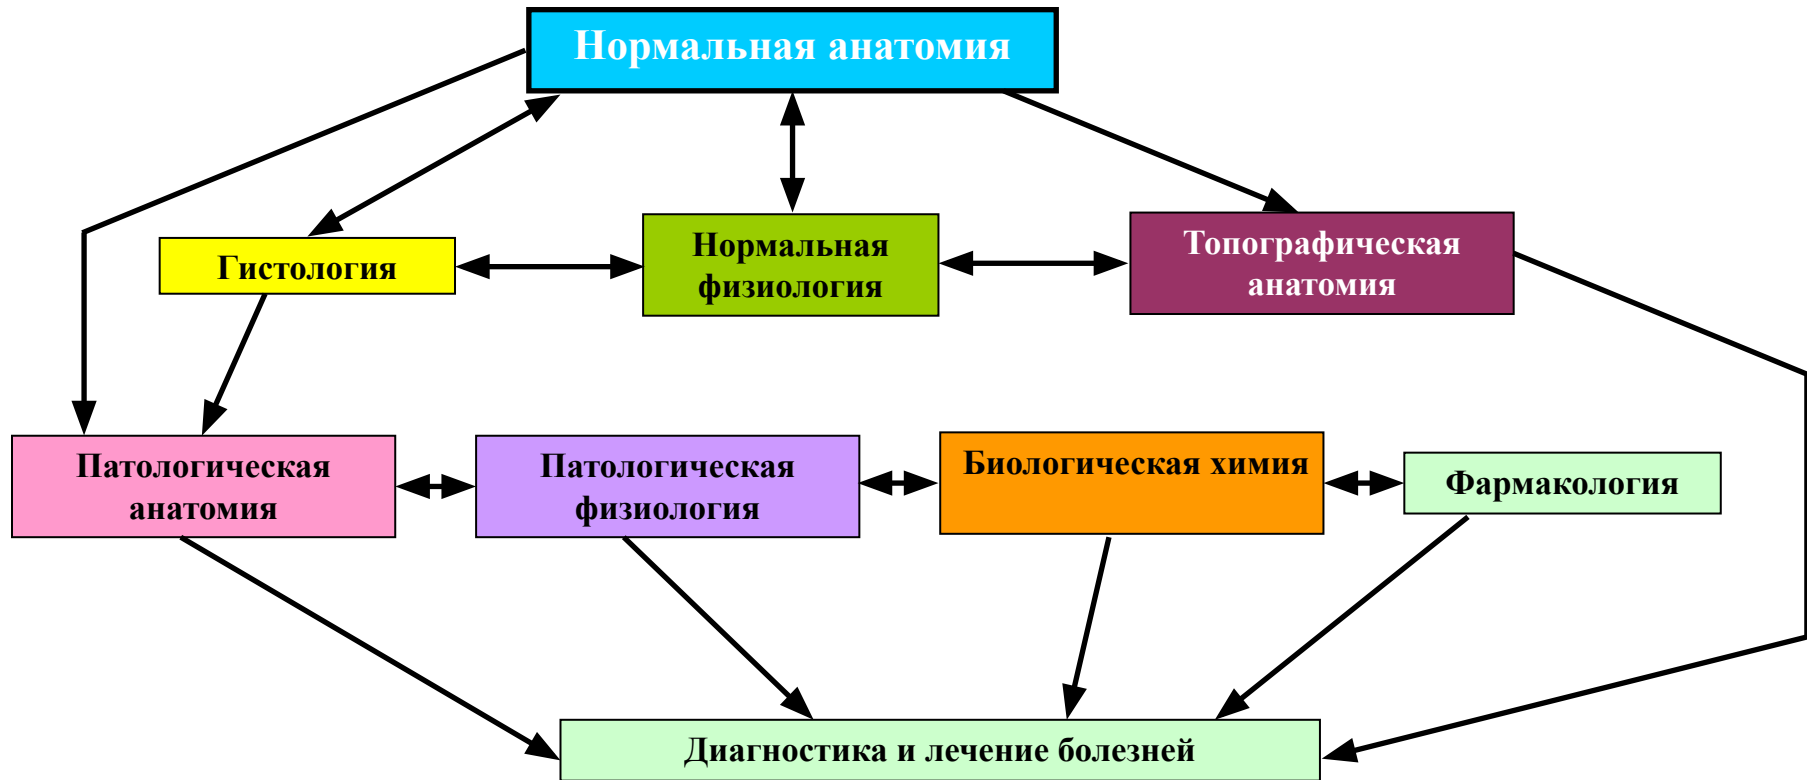 Нормальная анатомия
Гистология
Нормальная
физиология
Топографическая
анатомия
Патологическая
анатомия
Патологическая
физиология
Биологическая химия
Фармакология
Диагностика и лечение болезней